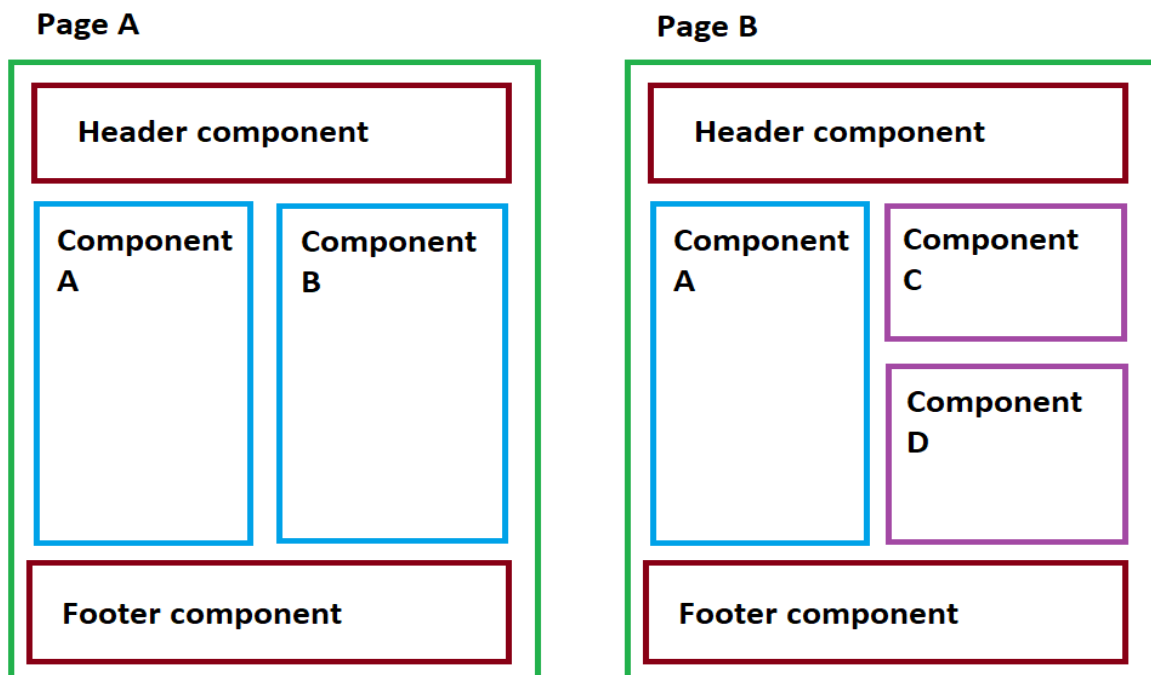 Page A
Header component
Component
A
Component
B
Footer component
Page B
Header component
Component
A
Component
C
Component
D
Footer component